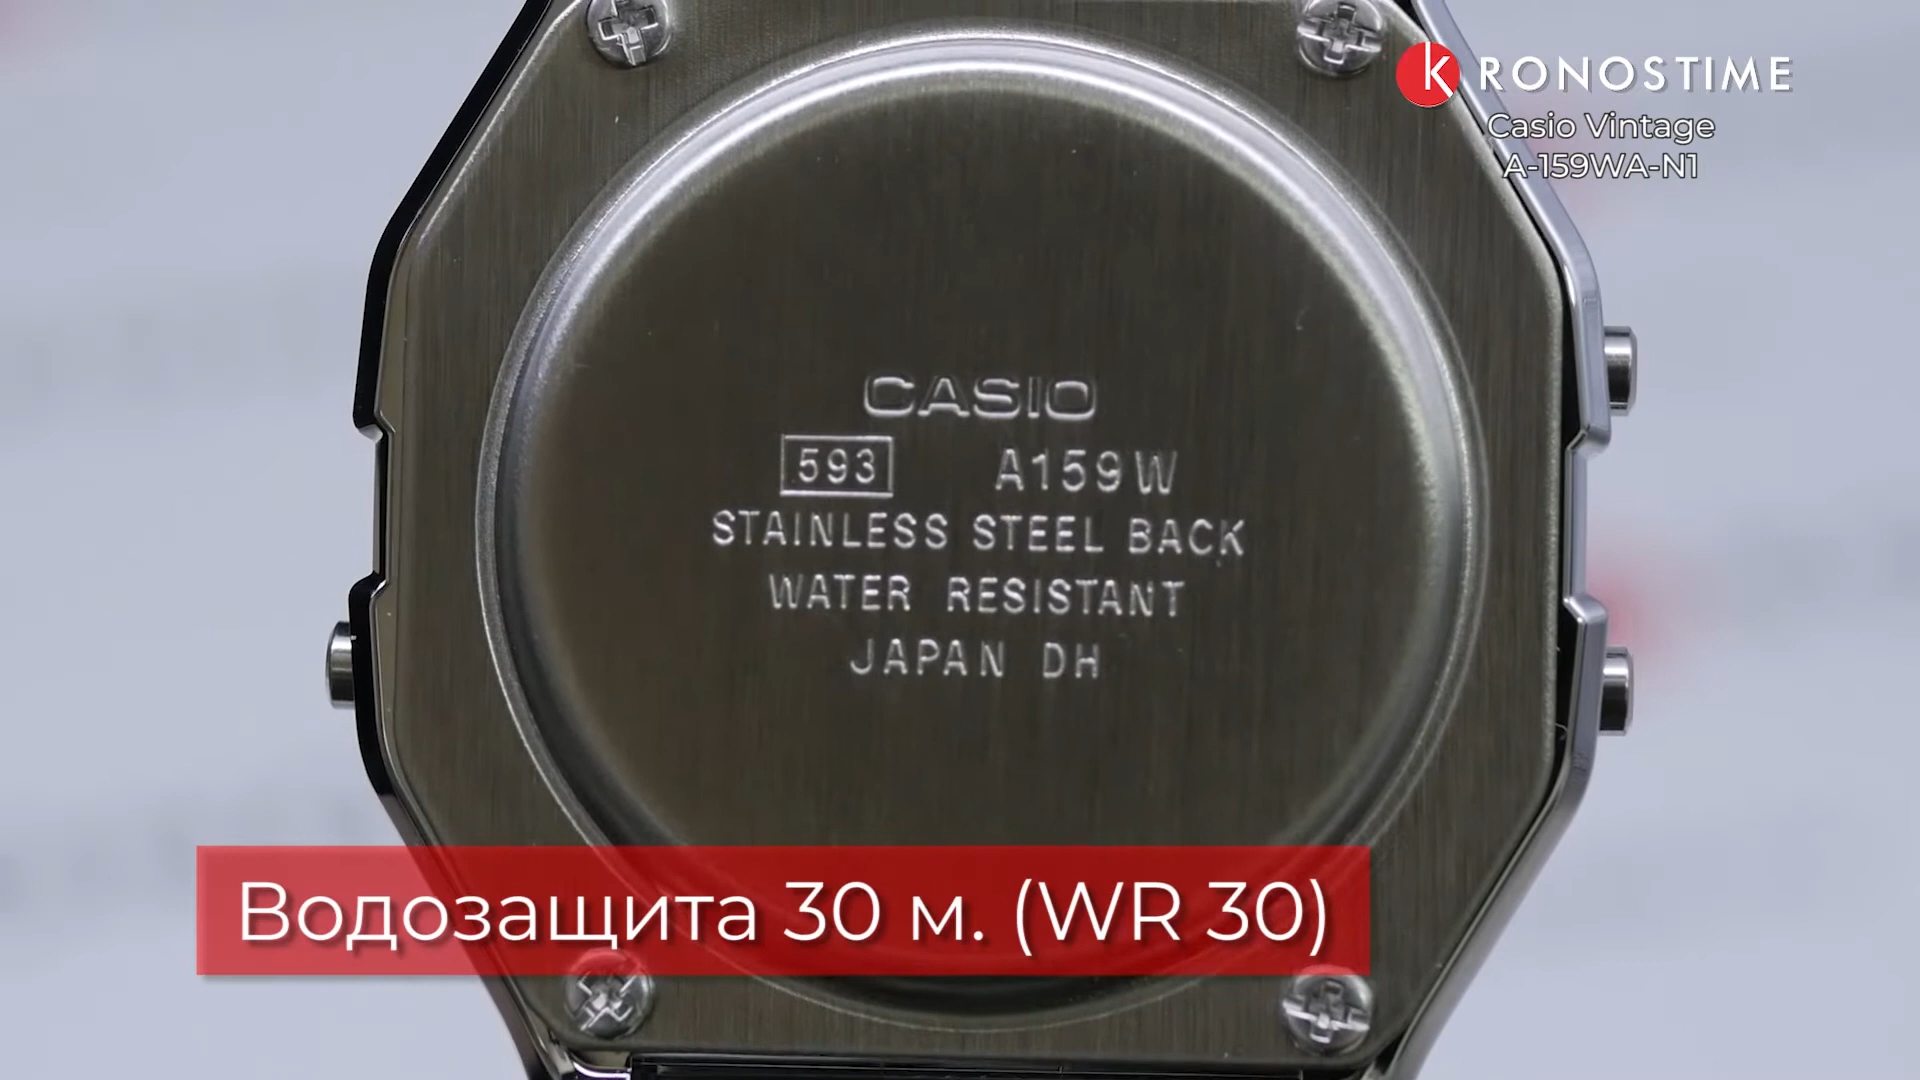 KRONOSTIME
Casio Vintage
A-159WA-N1
CASIO
593 A159W
STAINLESS STEEL BACK
WATER RESISTANT
JAPAN DH
Водозащита 30 м. (WR 30)